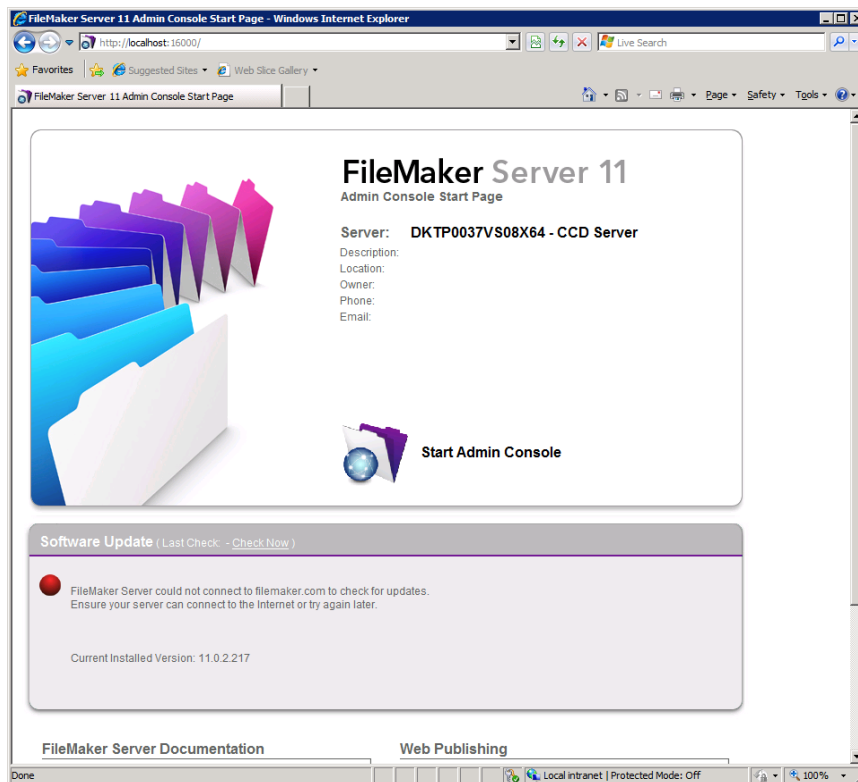 FileMaker Server 11 Admin Console Start Page - Windows Internet Explorer
http://localhost:16000/
Live Search
Favorites
Suggested Sites
Web Slice Gallery
FileMaker Server 11 Admin Console Start Page
Page
Safety
Tools
FileMaker Server 11
Admin Console Start Page
Server: DKTP0037VS08X64 - CCD Server
Description:
Location:
Owner:
Phone:
Email:
Start Admin Console
Software Update ( Last Check: - Check Now )
FileMaker Server could not connect to filemaker.com to check for updates.
Ensure your server can connect to the Internet or try again later.
Current Installed Version: 11.0.2.217
FileMaker Server Documentation
Web Publishing
Done
Local intranet | Protected Mode: Off
100%